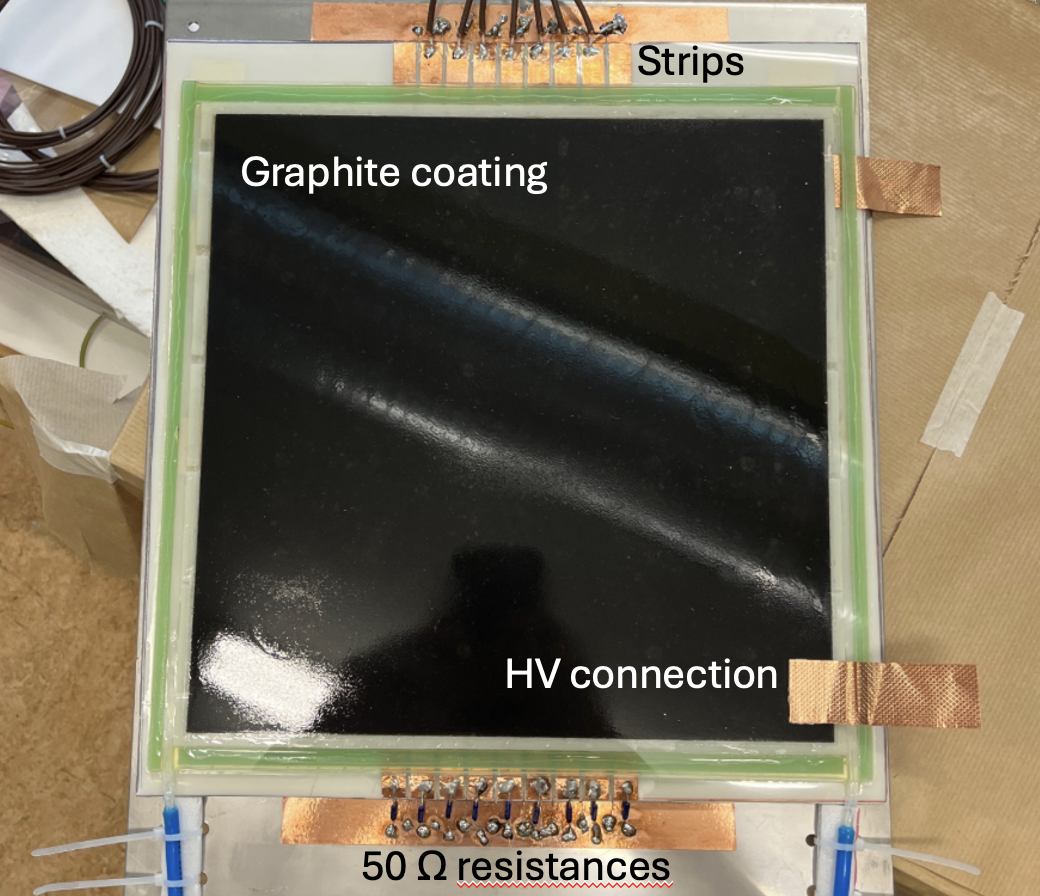 Strips
Graphite coating
HV connection
50 Ω resistances